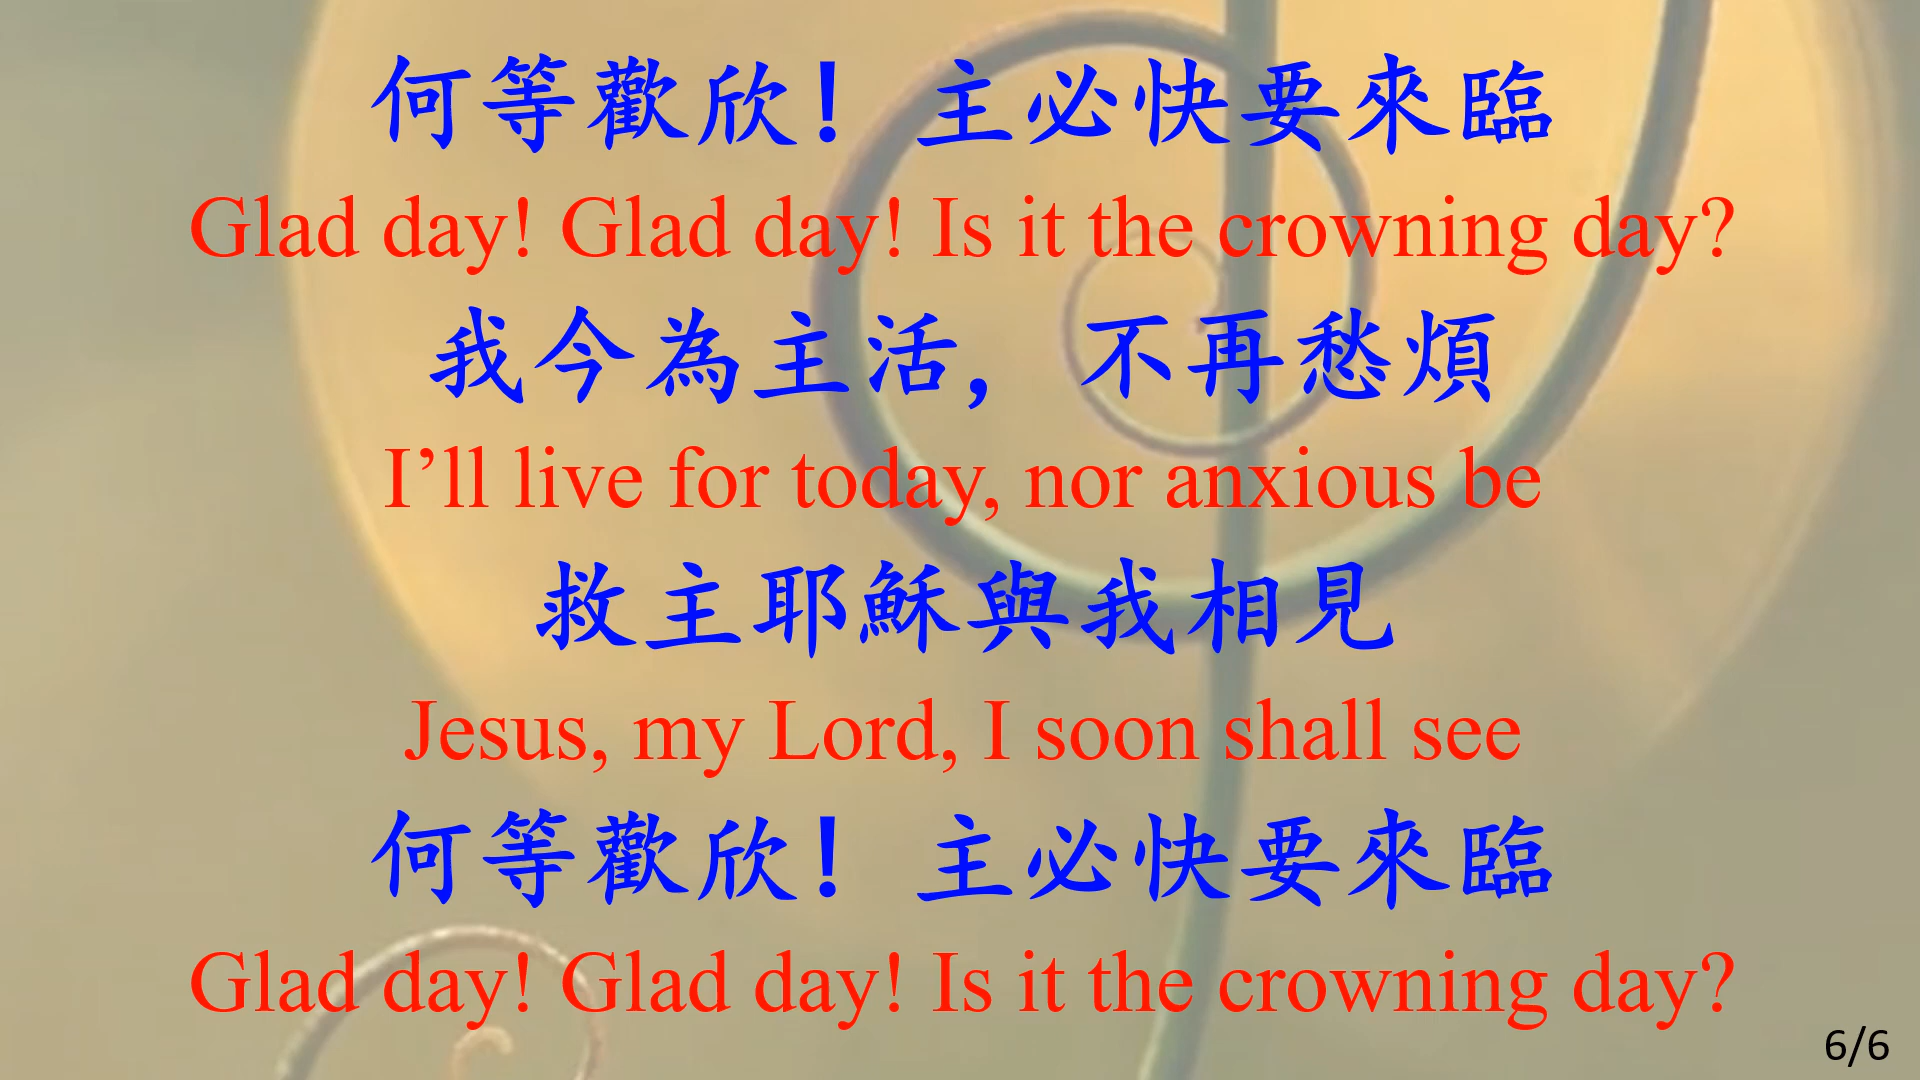 何等歡欣！主必快要來臨
Glad day! Glad day! Is it the crowning day?
我今為主活，不再愁煩
I’ll live for today, nor anxious be
救主耶穌與我相見
Jesus, my Lord, I soon shall see
何等歡欣！主必快要來臨
Glad day! Glad day! Is it the crowning day?
6/6